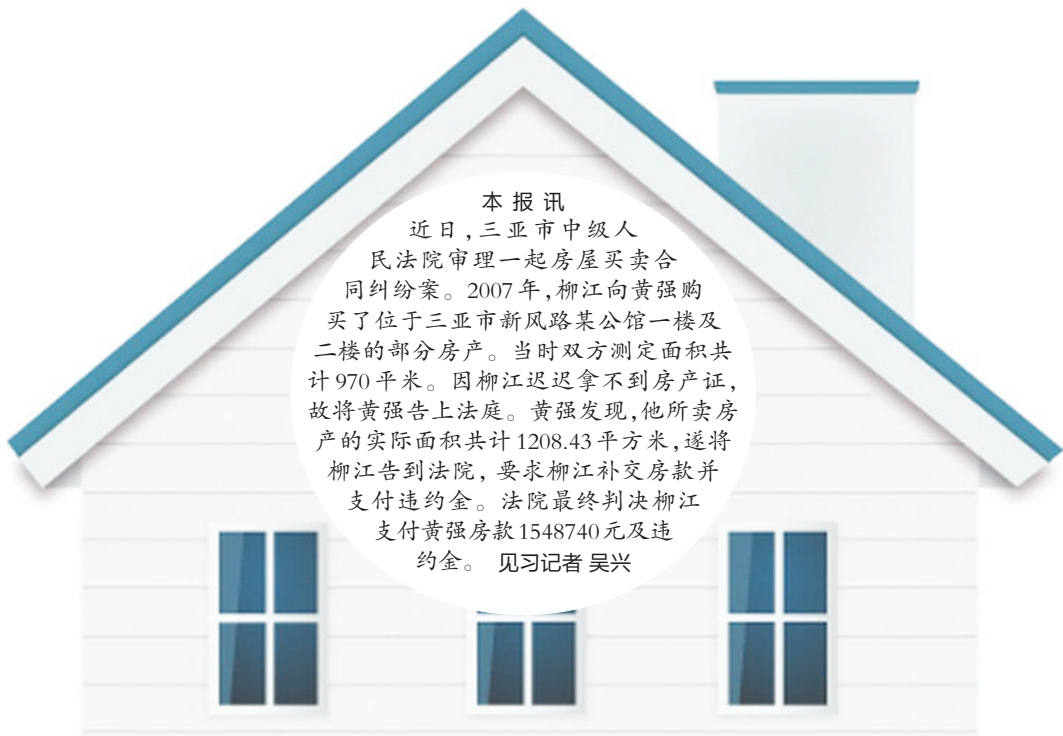 本报讯
近日，三亚市中级人
民法院审理一起房屋买卖合
同纠纷案。2007年，柳江向黄强购
买了位于三亚市新风路某公馆一楼及
二楼的部分房产。当时双方测定面积共
计970平米。因柳江迟迟拿不到房产证，
故将黄强告上法庭。黄强发现，他所卖房
产的实际面积共计1208.43平方米，遂将
柳江告到法院，要求柳江补交房款并
支付违约金。法院最终判决柳江
支付黄强房款1548740元及违
约金。 见习记者 吴兴